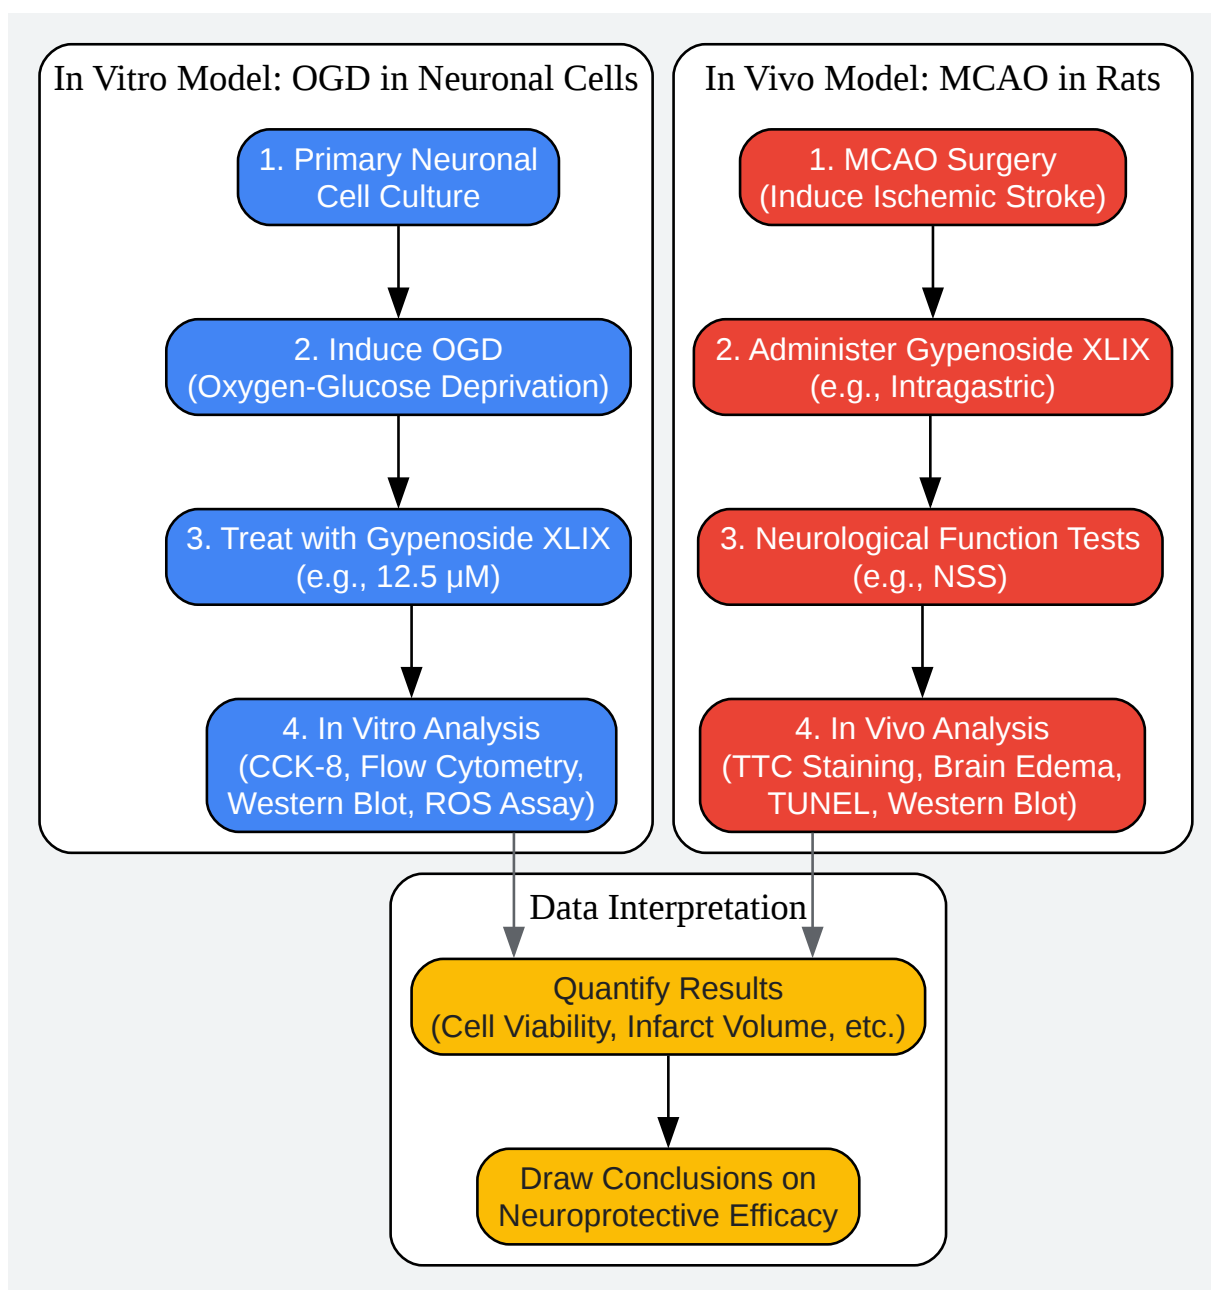 In Vitro Model: OGD in Neuronal Cells
1. Primary Neuronal
Cell Culture
2. Induce OGD
(Oxygen-Glucose Deprivation)
3. Treat with Gypenoside XLIX
(e.g., 12.5 μM)
4. In Vitro Analysis
(CCK-8, Flow Cytometry,
Western Blot, ROS Assay)
In Vivo Model: MCAO in Rats
1. MCAO Surgery
(Induce Ischemic Stroke)
2. Administer Gypenoside XLIX
(e.g., Intragastric)
3. Neurological Function Tests
(e.g., NSS)
4. In Vivo Analysis
(TTC Staining, Brain Edema,
TUNEL, Western Blot)
Data Interpretation
Quantify Results
(Cell Viability, Infarct Volume, etc.)
Draw Conclusions on
Neuroprotective Efficacy